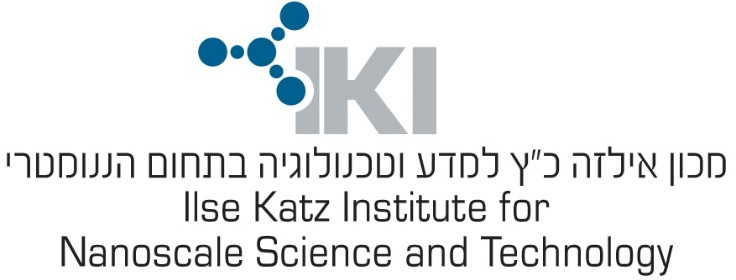 IKI
מכון אילזה כ"ץ למדע וטכנולוגיה בתחום הננומטרי
Ilse Katz Institute for
Nanoscale Science and Technology